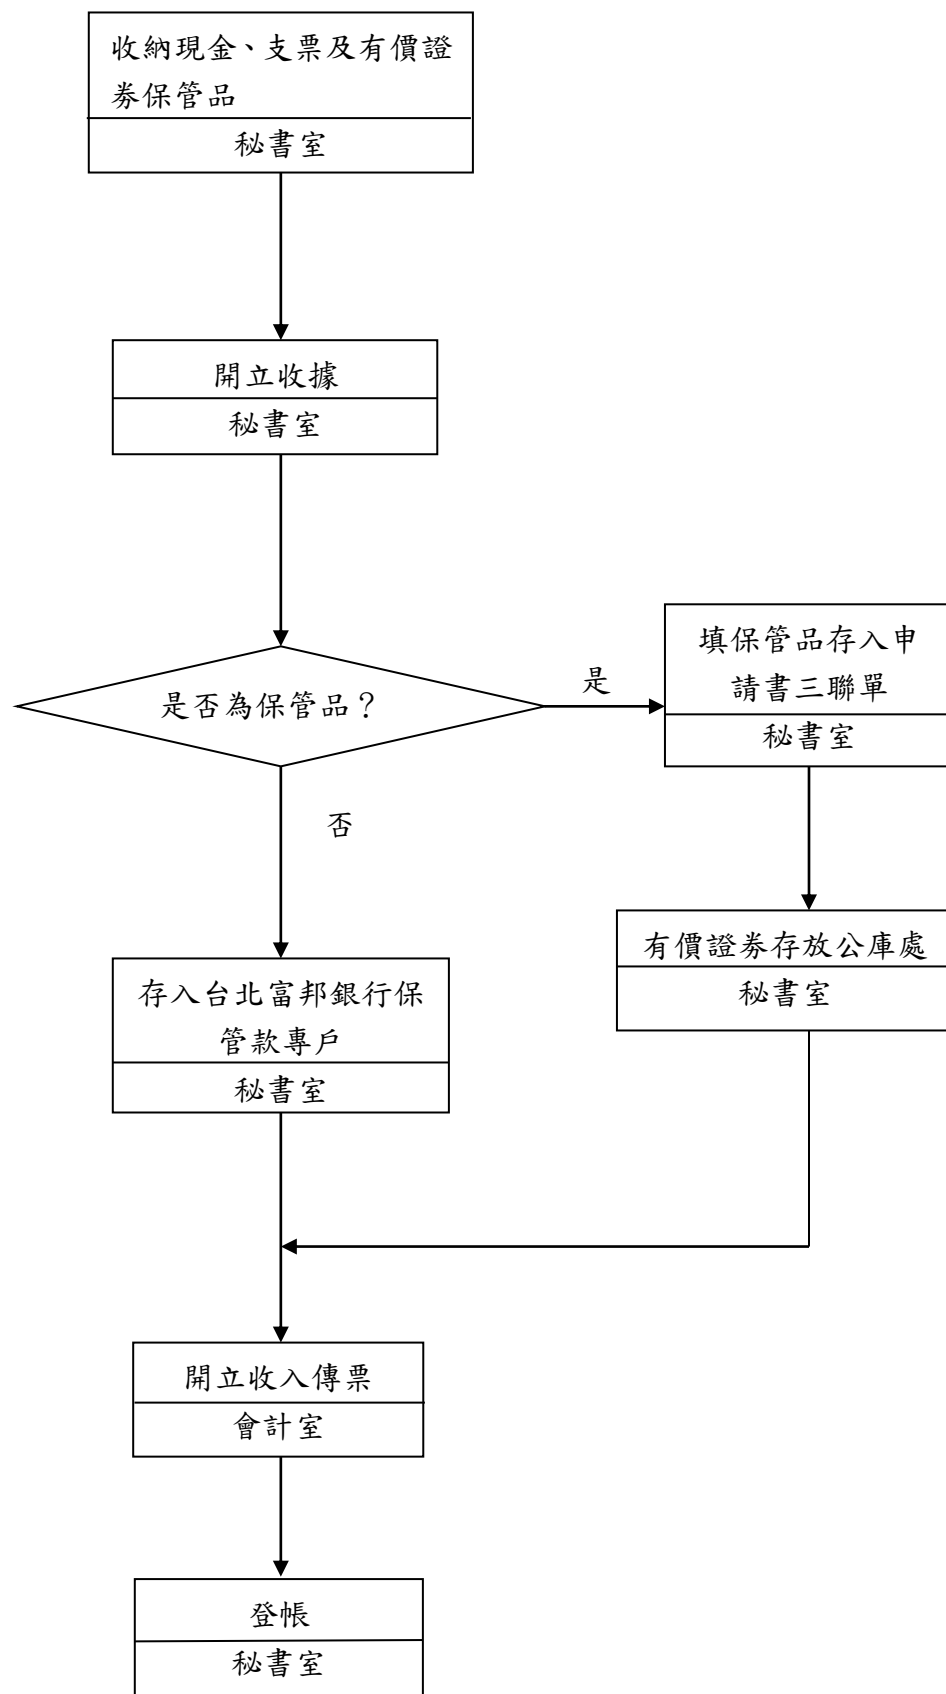 收納現金、支票及有價證
券保管品
秘書室
開立收據
秘書室
是否為保管品？
是
填保管品存入申
請書三聯單
秘書室
否
有價證券存放公庫處
秘書室
存入台北富邦銀行保
管款專戶
秘書室
開立收入傳票
會計室
登帳
秘書室